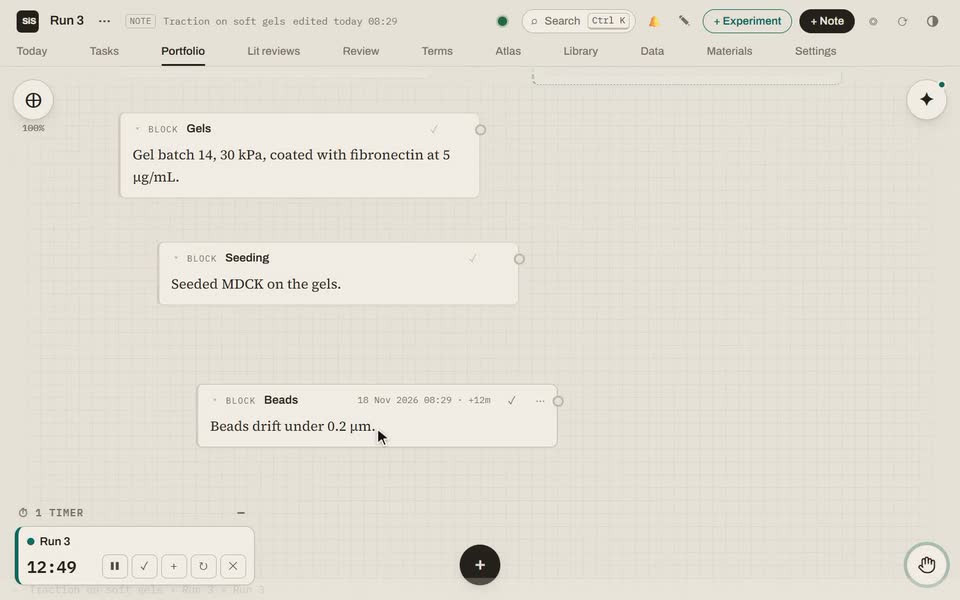 SiS Run 3 ··· NOTE Traction on soft gels edited today 08:29 Search Ctrl K + Experiment + Note
Today Tasks Portfolio Lit reviews Review Terms Atlas Library Data Materials Settings
100%
BLOCK Gels
Gel batch 14, 30 kPa, coated with fibronectin at 5
µg/mL.
BLOCK Seeding
Seeded MDCK on the gels.
BLOCK Beads 18 Nov 2026 08:29 · +12m ✓ ···
Beads drift under 0.2 µm.
1 TIMER
Run 3
12:49
Traction on soft gels • Run 3 • Run 3